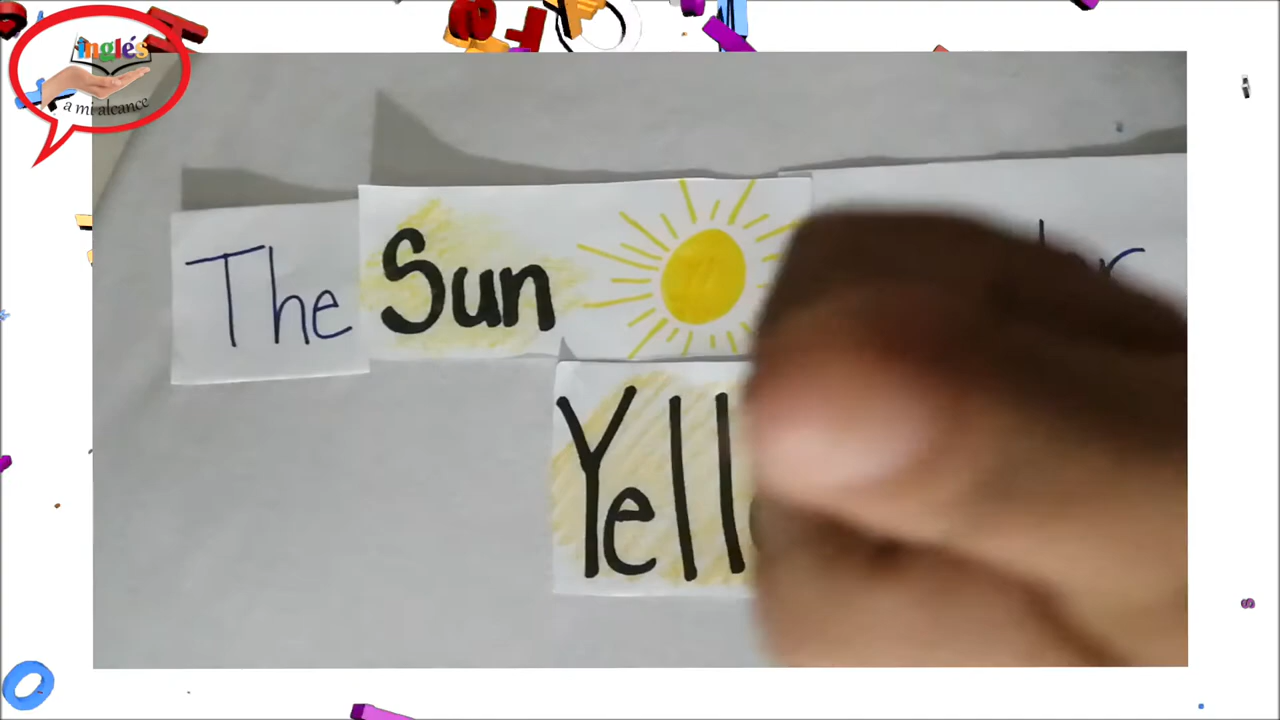 inglés
a mi alcance
The Sun
Yell